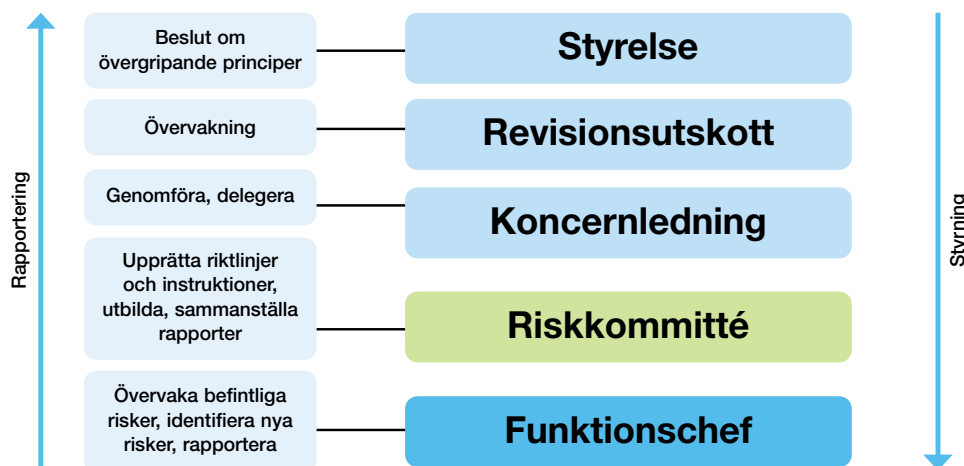 Rapportering
Beslut om
övergripande principer
Styrelse
Övervakning
Revisionsutskott
Genomföra, delegera
Koncernledning
Upprätta riktlinjer
och instruktioner,
utbilda, sammanställa
rapporter
Riskkommitté
Övervaka befintliga
risker, identifiera nya
risker, rapportera
Funktionschef
Styrning